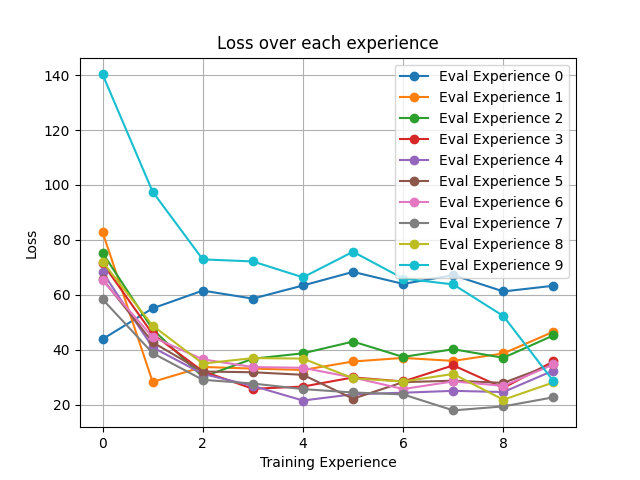 Loss over each experience
140
120
100
80
60
40
20
Loss
Eval Experience 0
Eval Experience 1
Eval Experience 2
Eval Experience 3
Eval Experience 4
Eval Experience 5
Eval Experience 6
Eval Experience 7
Eval Experience 8
Eval Experience 9
0 2 4 6 8
Training Experience